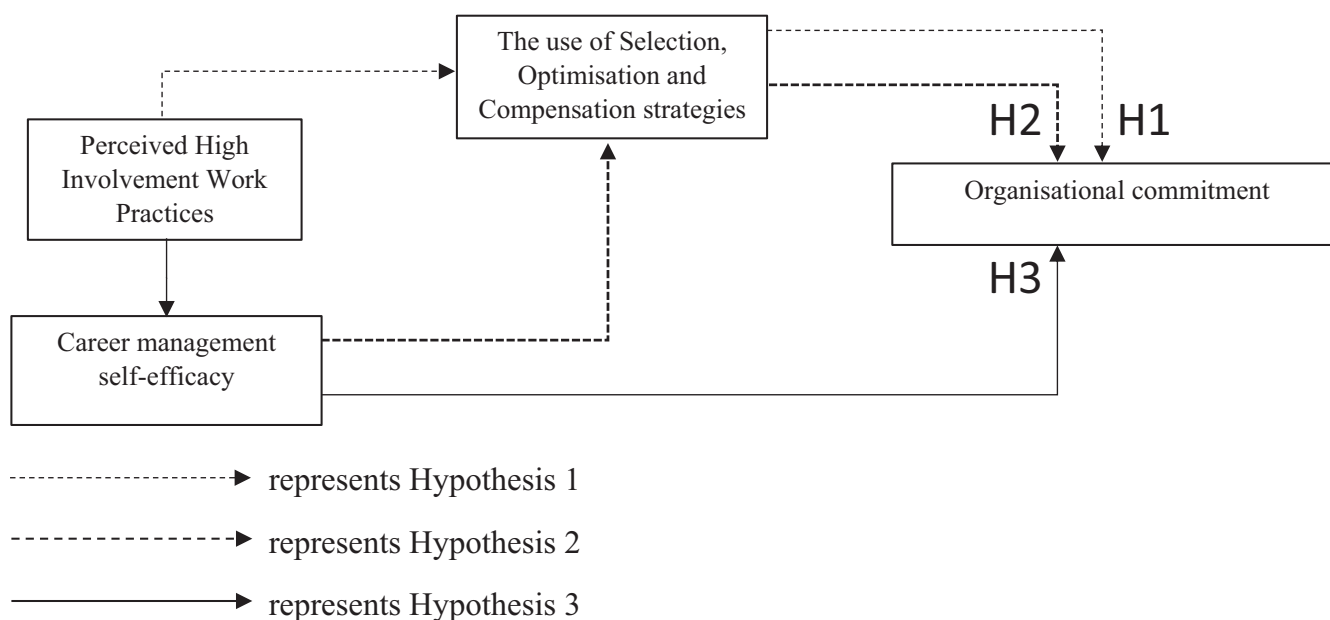 The use of Selection,
Optimisation and
Compensation strategies
Perceived High
Involvement Work
Practices
H2
H1
Organisational commitment
H3
Career management
self-efficacy
represents Hypothesis 1
represents Hypothesis 2
represents Hypothesis 3